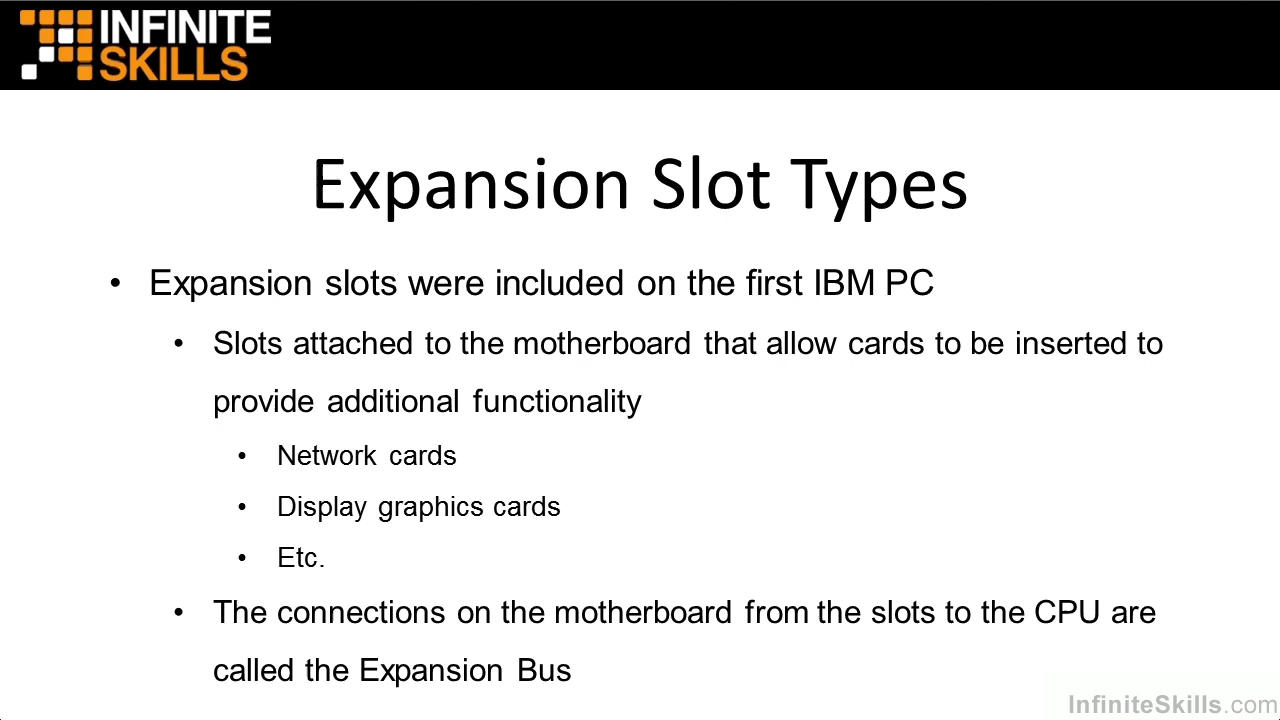 INFINITE
SKILLS
Expansion Slot Types
• Expansion slots were included on the first IBM PC
• Slots attached to the motherboard that allow cards to be inserted to
provide additional functionality
• Network cards
• Display graphics cards
• Etc.
• The connections on the motherboard from the slots to the CPU are
called the Expansion Bus
InfiniteSkills.com